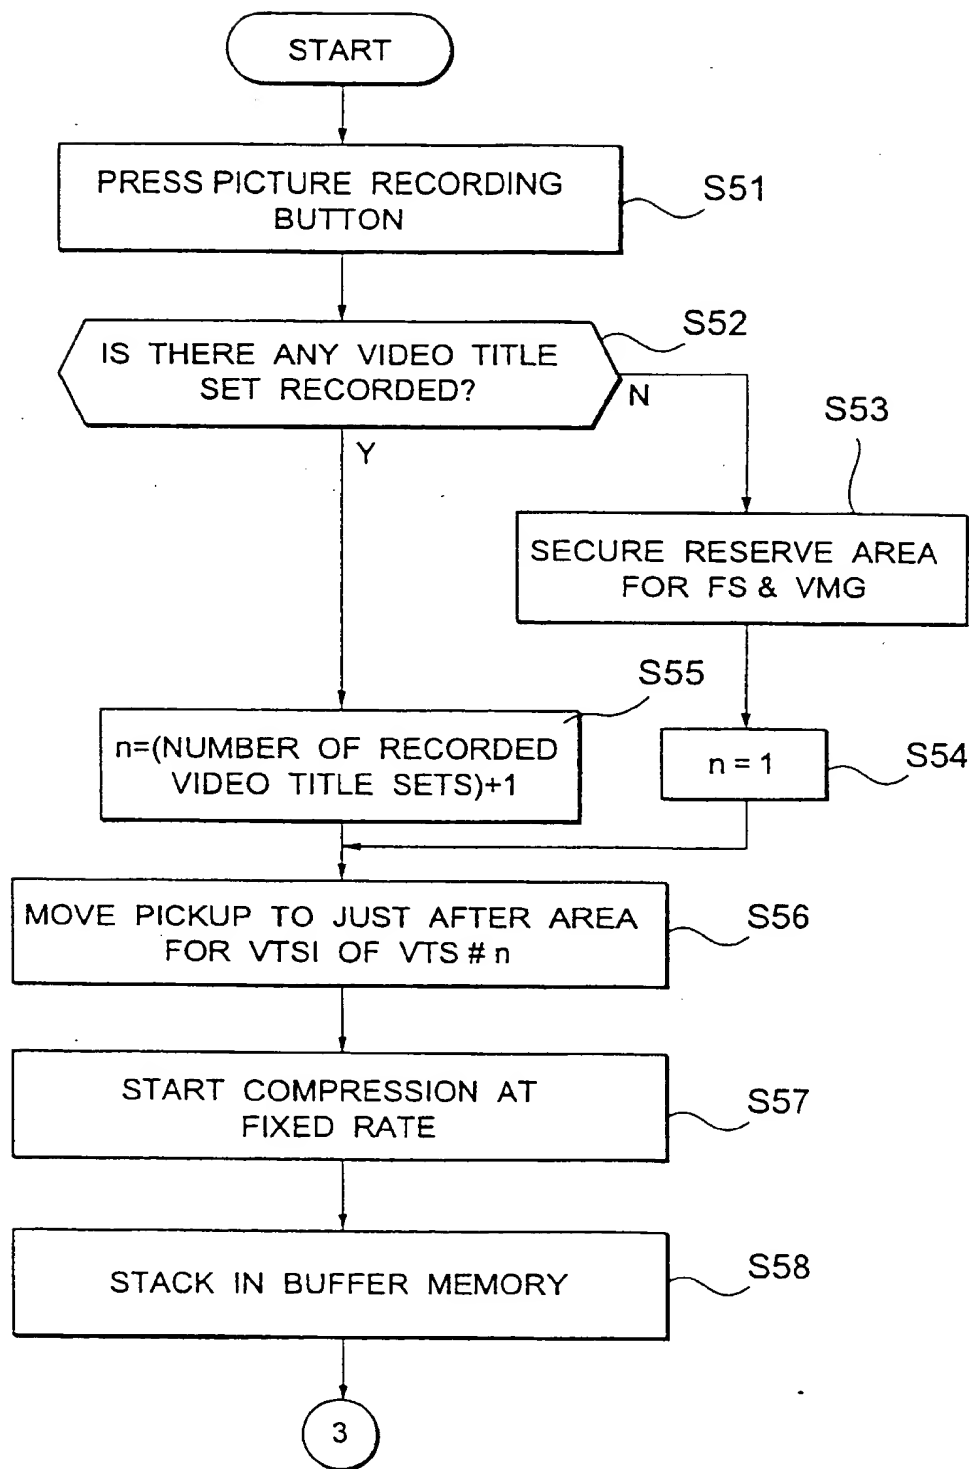 START
PRESS PICTURE RECORDING
BUTTON
S51
IS THERE ANY VIDEO TITLE
SET RECORDED?
S52
N
Y
S53
SECURE RESERVE AREA
FOR FS & VMG
S55
n=(NUMBER OF RECORDED
VIDEO TITLE SETS)+1
n = 1
S54
MOVE PICKUP TO JUST AFTER AREA
FOR VTSI OF VTS # n
S56
START COMPRESSION AT
FIXED RATE
S57
STACK IN BUFFER MEMORY
S58
3